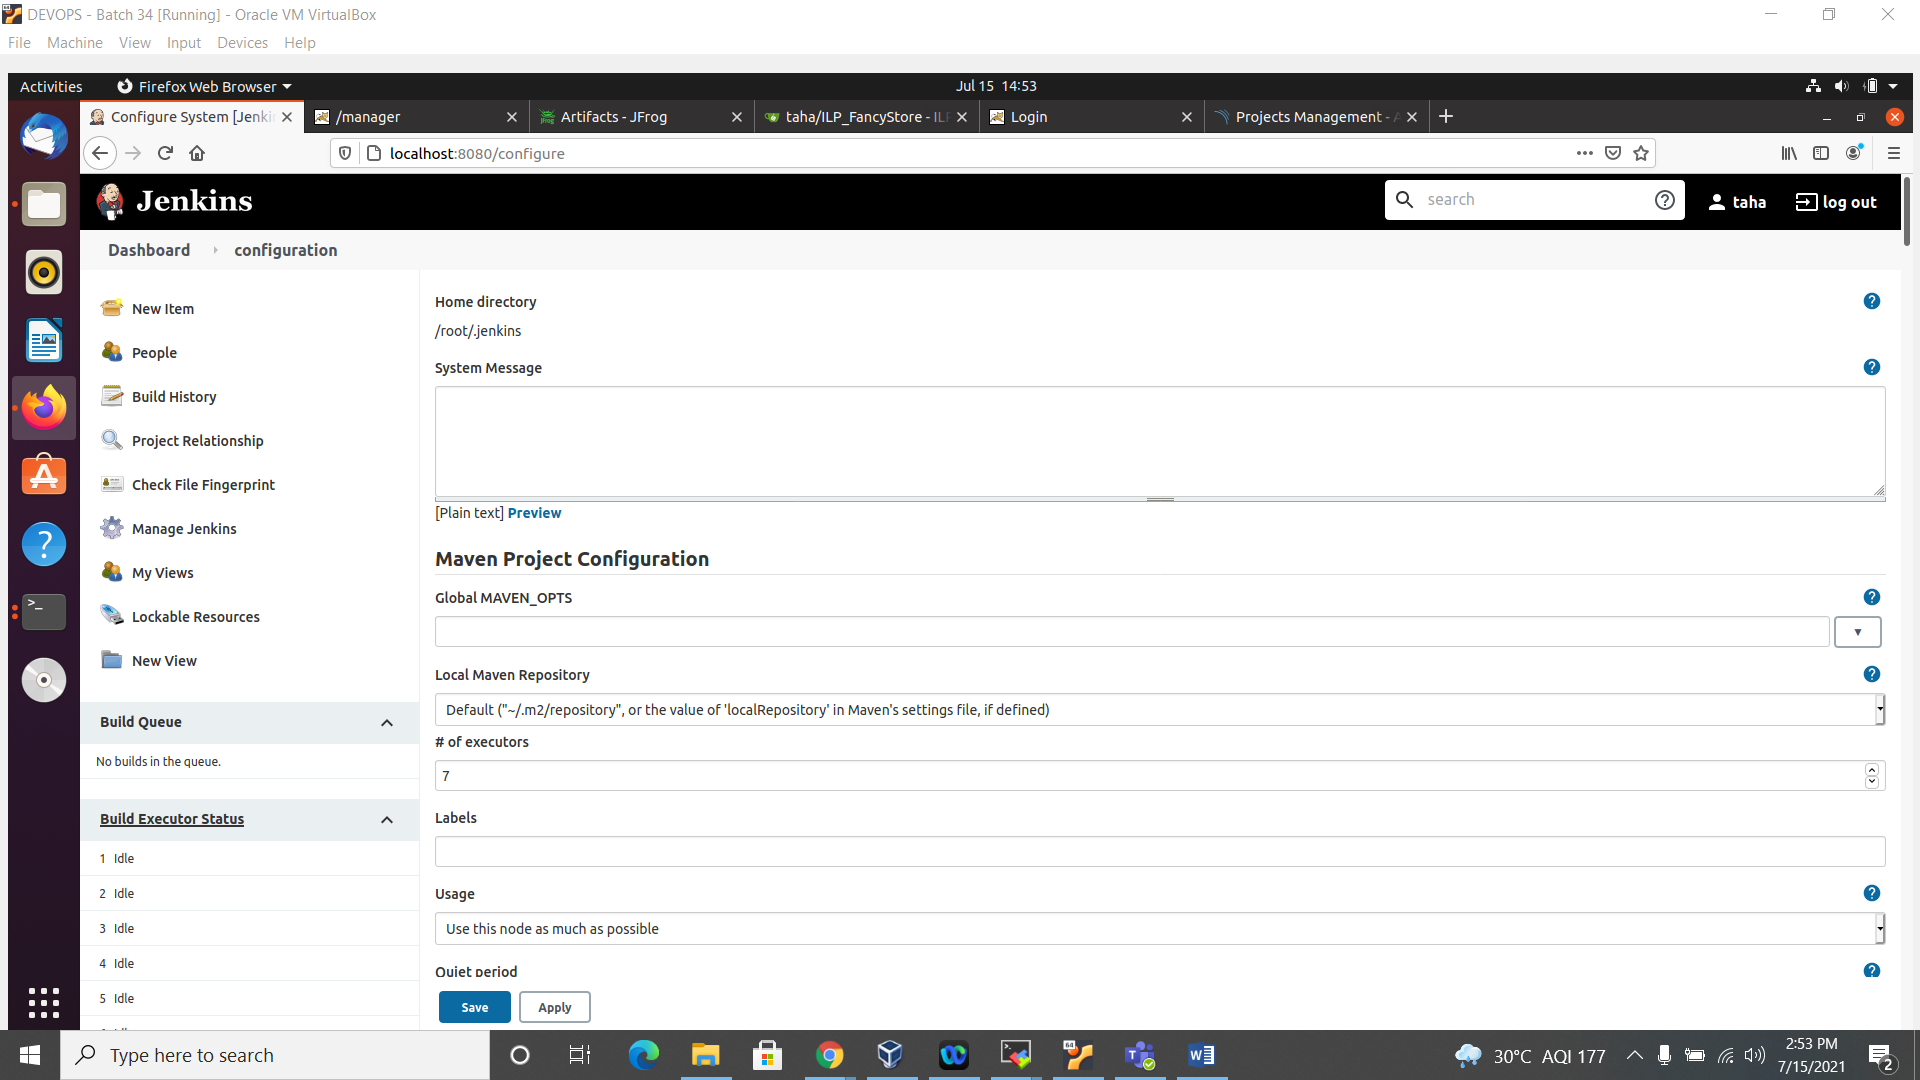 DEVOPS - Batch 34 [Running] - Oracle VM VirtualBox
File Machine View Input Devices Help
Activities Firefox Web Browser Jul 15 14:53
Configure System [Jenki /manager Artifacts - JFrog taha/ILP_FancyStore - ILF Login Projects Management - A
localhost:8080/configure
Jenkins search taha log out
Dashboard configuration
New Item
People
Build History
Project Relationship
Check File Fingerprint
Manage Jenkins
My Views
Lockable Resources
New View
Build Queue
No builds in the queue.
Build Executor Status
1 Idle
2 Idle
3 Idle
4 Idle
5 Idle
Home directory
/root/.jenkins
System Message
[Plain text] Preview
Maven Project Configuration
Global MAVEN_OPTS
Local Maven Repository
Default ("~/.m2/repository", or the value of 'localRepository' in Maven's settings file, if defined)
# of executors
7
Labels
Usage
Use this node as much as possible
Quiet period
Save Apply
Type here to search
30°C AQI 177
2:53 PM
7/15/2021
2